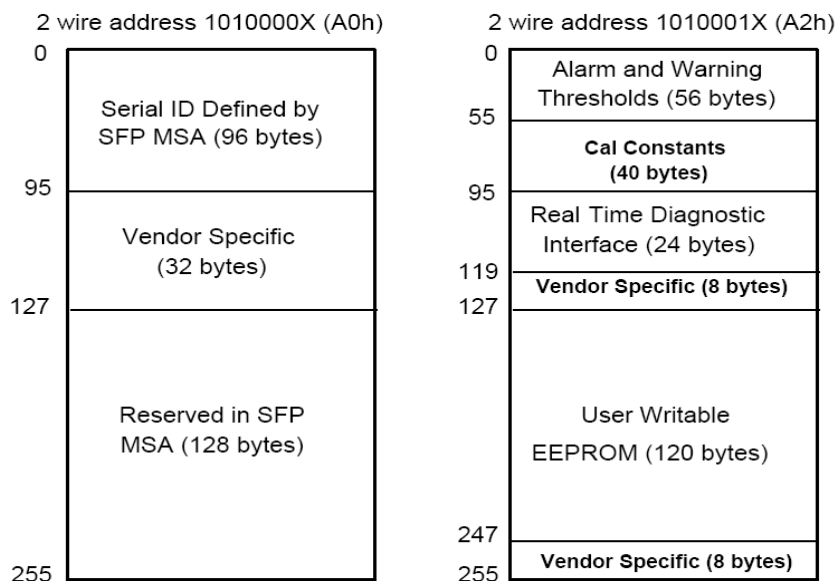 2 wire address 1010000X (A0h)
0
Serial ID Defined by
SFP MSA (96 bytes)
95
Vendor Specific
(32 bytes)
127
Reserved in SFP
MSA (128 bytes)
255
2 wire address 1010001X (A2h)
0
Alarm and Warning
Thresholds (56 bytes)
55
Cal Constants
(40 bytes)
95
Real Time Diagnostic
Interface (24 bytes)
119
Vendor Specific (8 bytes)
127
User Writable
EEPROM (120 bytes)
247
Vendor Specific (8 bytes)
255